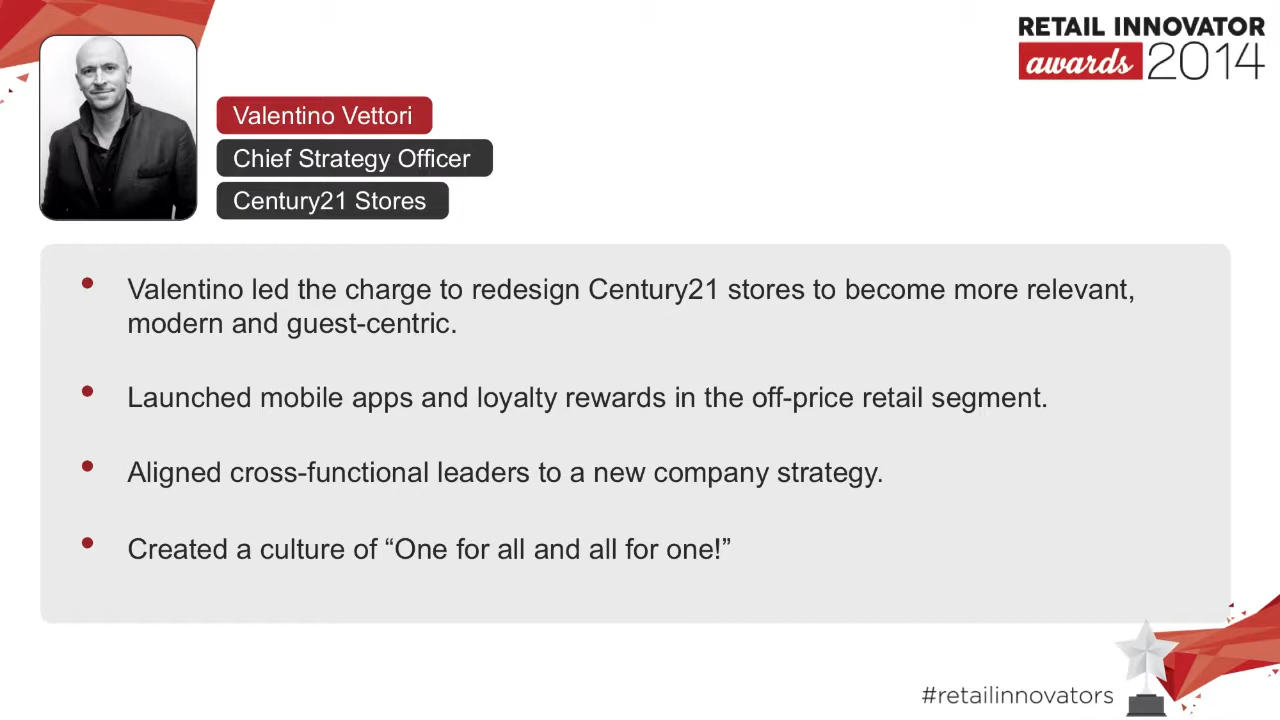 RETAIL INNOVATOR
awards 2014
Valentino Vettori
Chief Strategy Officer
Century21 Stores
• Valentino led the charge to redesign Century21 stores to become more relevant,
modern and guest-centric.
• Launched mobile apps and loyalty rewards in the off-price retail segment.
• Aligned cross-functional leaders to a new company strategy.
• Created a culture of “One for all and all for one!”
#retailinnovators